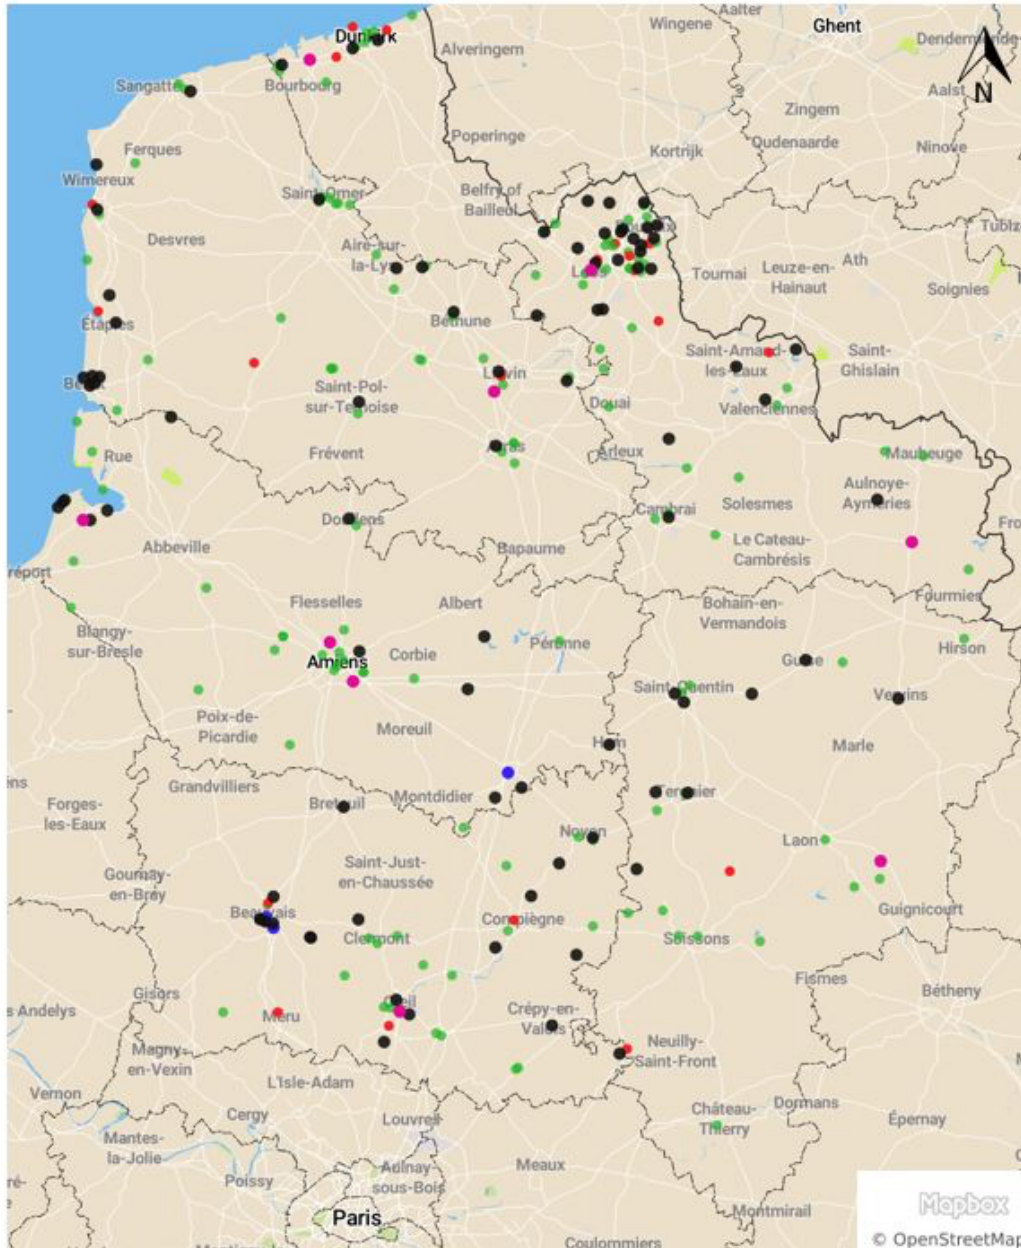 Aalter
Wingene
Ghent
Dunkirk
Alveringem
Dendermonde
N
Sangatte
Bourbourg
Aalst
Zingem
Poperinge
Oudenaarde
Ninove
Ferques
Kortrijk
Wimereux
Saint-Omer
Belfry of
Bailleul
Desvres
Aire-sur-
la-Lys
Tournai
Leuze-en-
Hainaut
Ath
Soignies
Étaples
Béthune
Saint-Amand-
les-Eaux
Saint-
Ghislain
Saint-Pol-
sur-Ternoise
Douai
Valenciennes
Rue
Frévent
Arras
Arleux
Maubeuge
Aulnoye-
Aymeries
Solesmes
Cambrai
Doullens
Le Cateau-
Cambrésis
Abbeville
Bapaume
Fro
réport
Fourmies
Flesselles
Albert
Bohain-en-
Vermandois
Blangy-
sur-Bresle
Amiens
Corbie
Péronne
Hirson
Guise
Saint-Quentin
Vervins
Poix-de-
Picardie
Moreuil
Ham
Marle
Grandvilliers
Breteuil
Montdidier
Tergnier
Forges-
les-Eaux
Noyon
Laon
Saint-Just-
en-Chaussée
Gournay-
en-Bray
Beauvais
Compiègne
Guignicourt
Clermont
Soissons
Fismes
Gisors
Bétheny
s Andelys
Méru
Creil
Crépy-en-
Valois
Magny-
en-Vexin
Neuilly-
Saint-Front
L'Isle-Adam
Vernon
Cergy
Louvres
Château-
Thierry
Dormans
Épernay
Mantes-
la-Jolie
Poissy
Aulnay-
sous-Bois
Meaux
Paris
Montmirail
Mapbox
Coulommiers
© OpenStreetMap